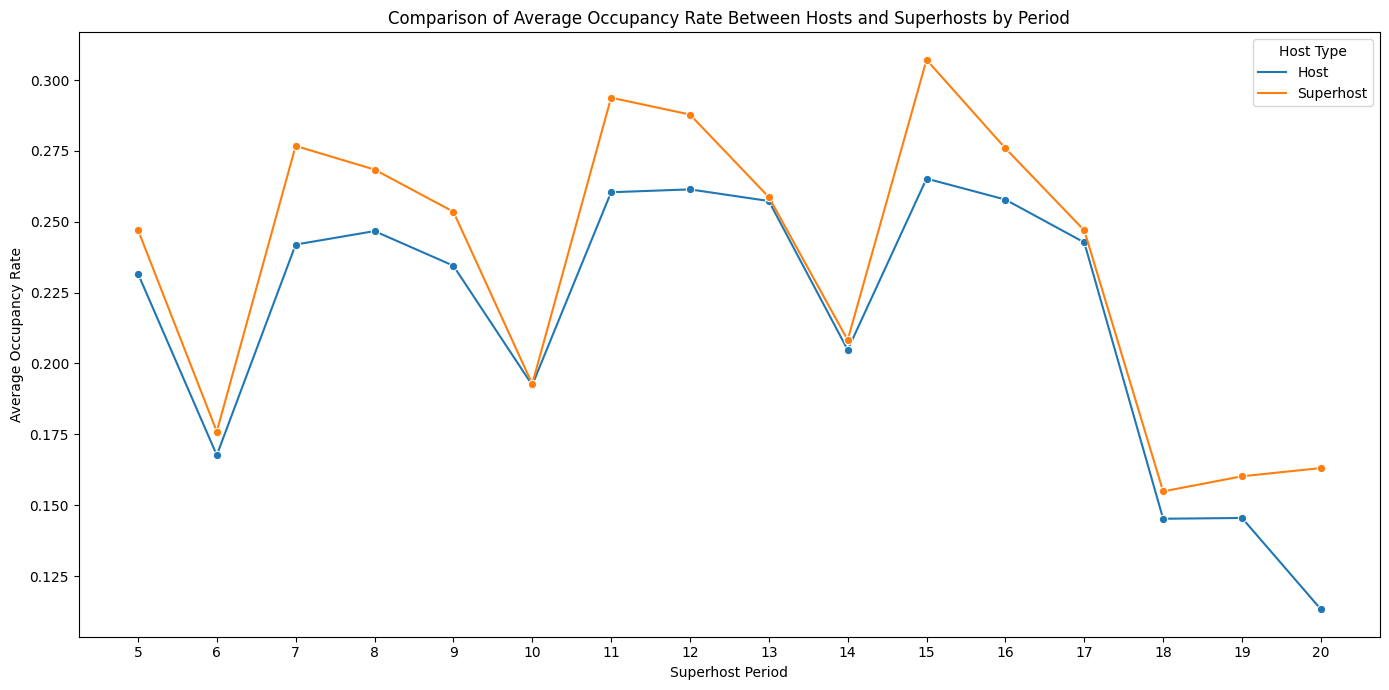 Comparison of Average Occupancy Rate Between Hosts and Superhosts by Period
Host Type
Host
Superhost
Average Occupancy Rate
0.300
0.275
0.250
0.225
0.200
0.175
0.150
0.125
5 6 7 8 9 10 11 12 13 14 15 16 17 18 19 20
Superhost Period